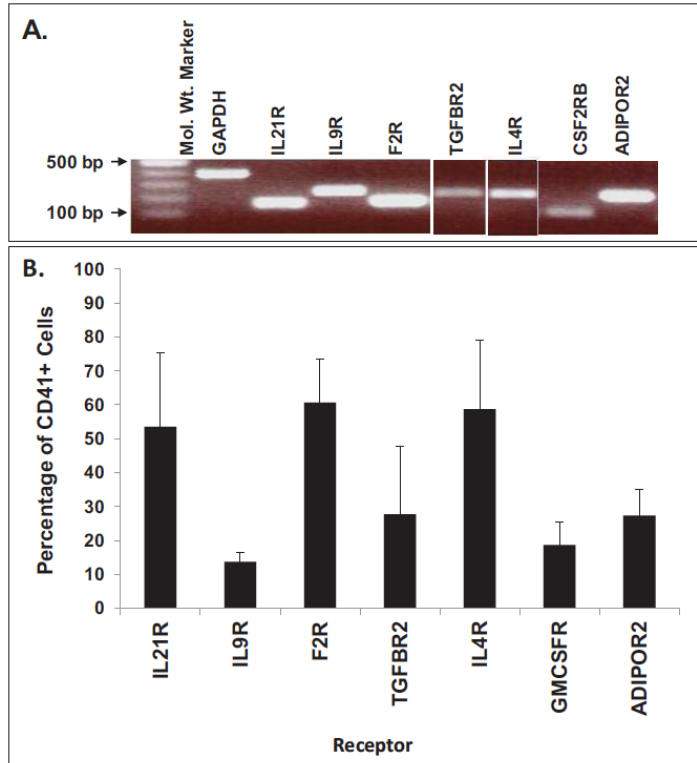 A.
Mol. Wt. Marker
GAPDH
IL21R
IL9R
F2R
TGFBR2
IL4R
CSF2RB
ADIPOR2
500 bp
100 bp
B.
Percentage of CD41+ Cells
100
90
80
70
60
50
40
30
20
10
0
IL21R
IL9R
F2R
TGFBR2
IL4R
GMCSFR
ADIPOR2
Receptor